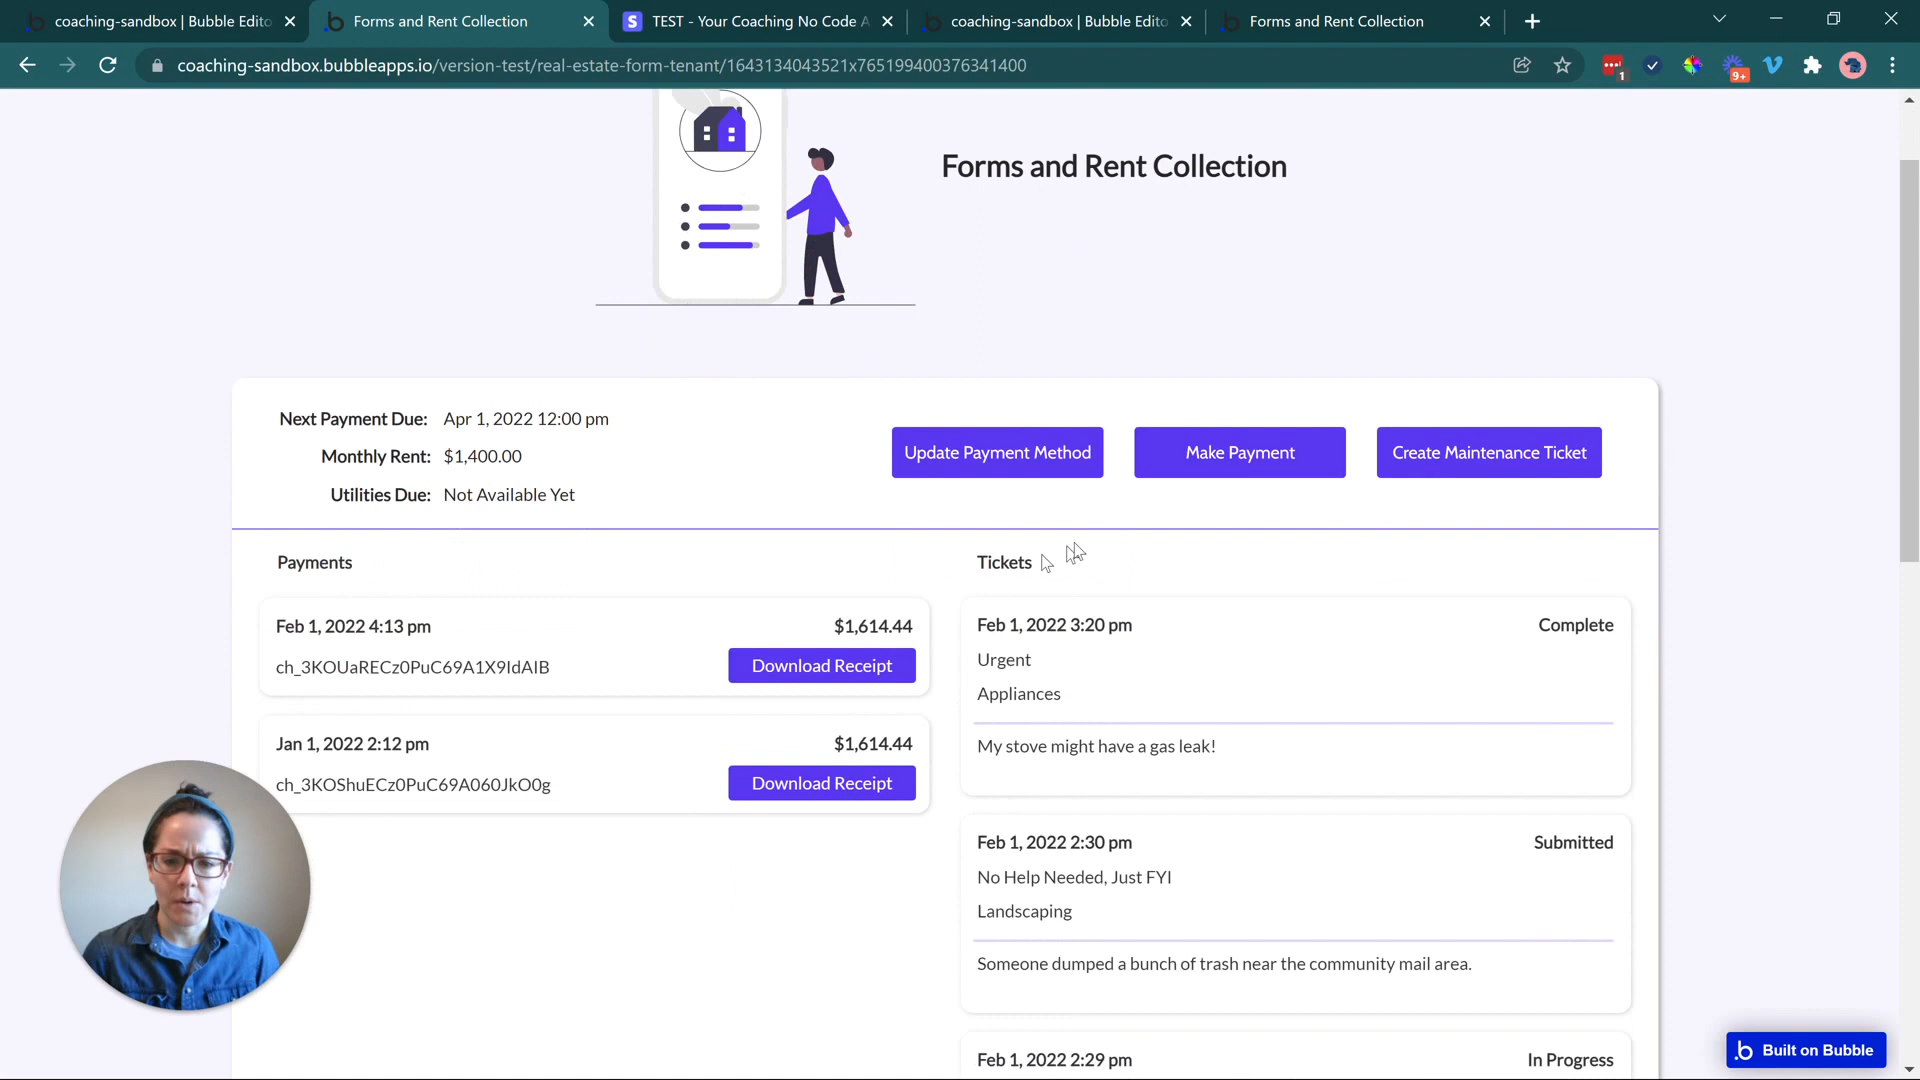 coaching-sandbox | Bubble Edito
Forms and Rent Collection
S TEST - Your Coaching No Code A
coaching-sandbox | Bubble Edito
Forms and Rent Collection
coaching-sandbox.bubbleapps.io/version-test/real-estate-form-tenant/1643134043521x765199400376341400
1
9+
Forms and Rent Collection
Next Payment Due: Apr 1, 2022 12:00 pm
Monthly Rent: $1,400.00
Utilities Due: Not Available Yet
Update Payment Method
Make Payment
Create Maintenance Ticket
Payments
Feb 1, 2022 4:13 pm $1,614.44
ch_3KOUaRECz0PuC69A1X9IdAIB Download Receipt
Jan 1, 2022 2:12 pm $1,614.44
ch_3KOShuECz0PuC69A060JkO0g Download Receipt
Tickets
Feb 1, 2022 3:20 pm Complete
Urgent
Appliances
My stove might have a gas leak!
Feb 1, 2022 2:30 pm Submitted
No Help Needed, Just FYI
Landscaping
Someone dumped a bunch of trash near the community mail area.
Feb 1, 2022 2:29 pm In Progress
Built on Bubble